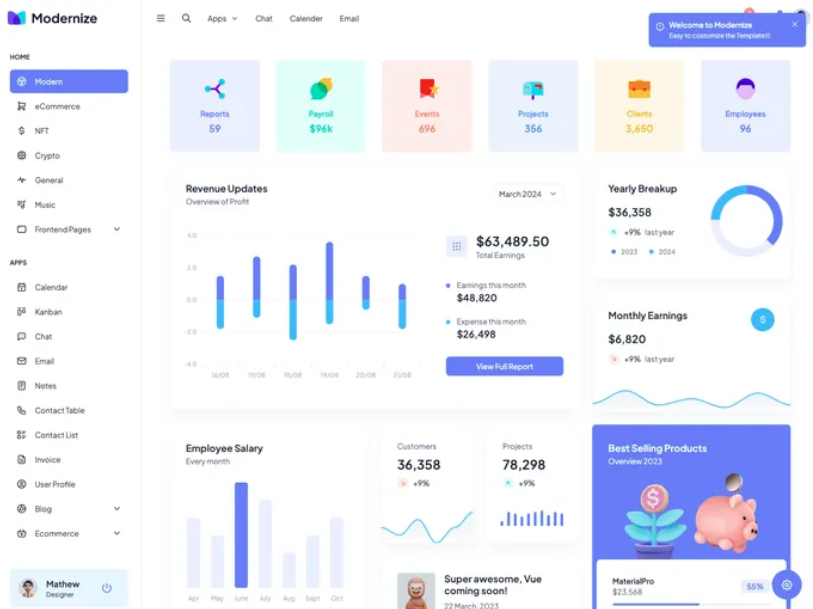 Modernize
Apps
Chat
Calender
Email
Welcome to Modernize
Easy to costomize the Template!!!
HOME
Modern
eCommerce
NFT
Crypto
General
Music
Frontend Pages
APPS
Calendar
Kanban
Chat
Email
Notes
Contact Table
Contact List
Invoice
User Profile
Blog
Ecommerce
Mathew
Designer
Reports
59
Payroll
$96k
Events
696
Projects
356
Clients
3,650
Employees
96
Revenue Updates
Overview of Profit
March 2024
4.0
2.0
0.0
-2.0
-4.0
16/08
17/08
18/08
19/08
20/08
21/08
$63,489.50
Total Earnings
Earnings this month
$48,820
Expense this month
$26,498
View Full Report
Yearly Breakup
$36,358
+9% last year
2023
2024
Monthly Earnings
$
$6,820
+9% last year
Employee Salary
Every month
Apr
May
June
July
Aug
Sept
Oct
Customers
36,358
+9%
Projects
78,298
+9%
Super awesome, Vue
coming soon!
22 March, 2023
Best Selling Products
Overview 2023
$
MaterialPro
$23,568
55%